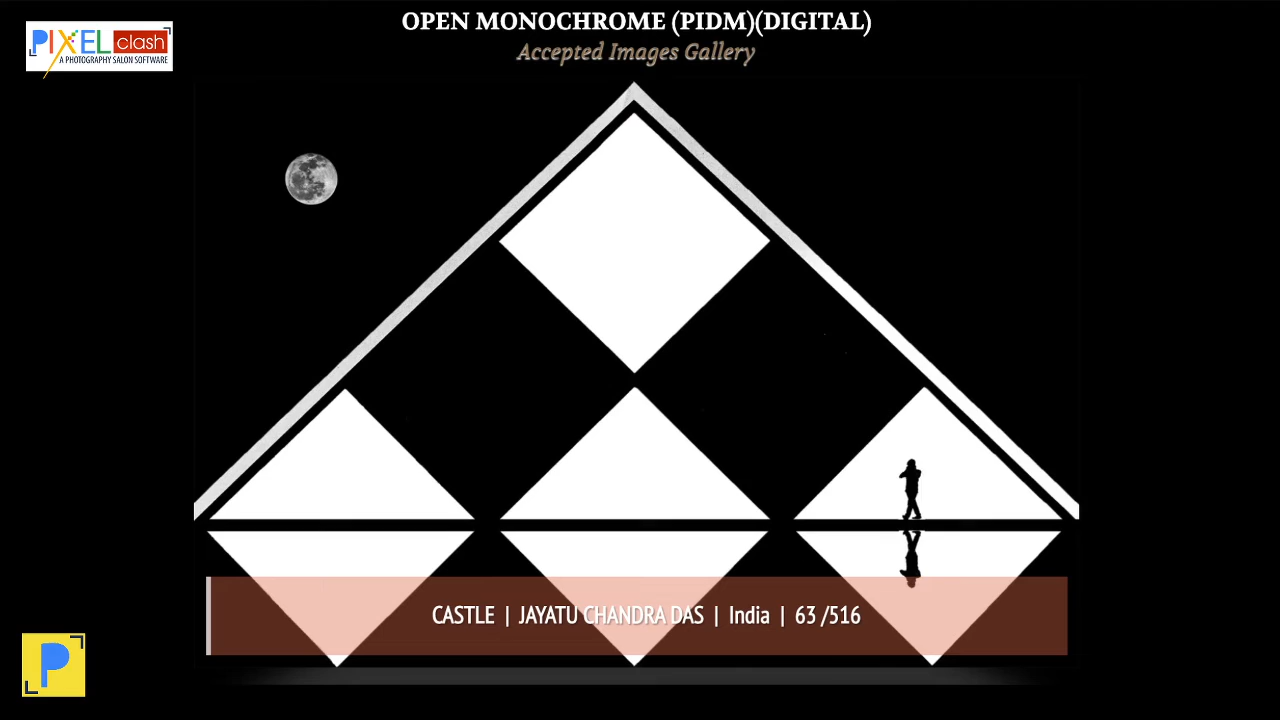 OPEN MONOCHROME (PIDM)(DIGITAL)
Accepted Images Gallery
PIXEL clash
A PHOTOGRAPHY SALON SOFTWARE
CASTLE | JAYATU CHANDRA DAS | India | 63 /516
P